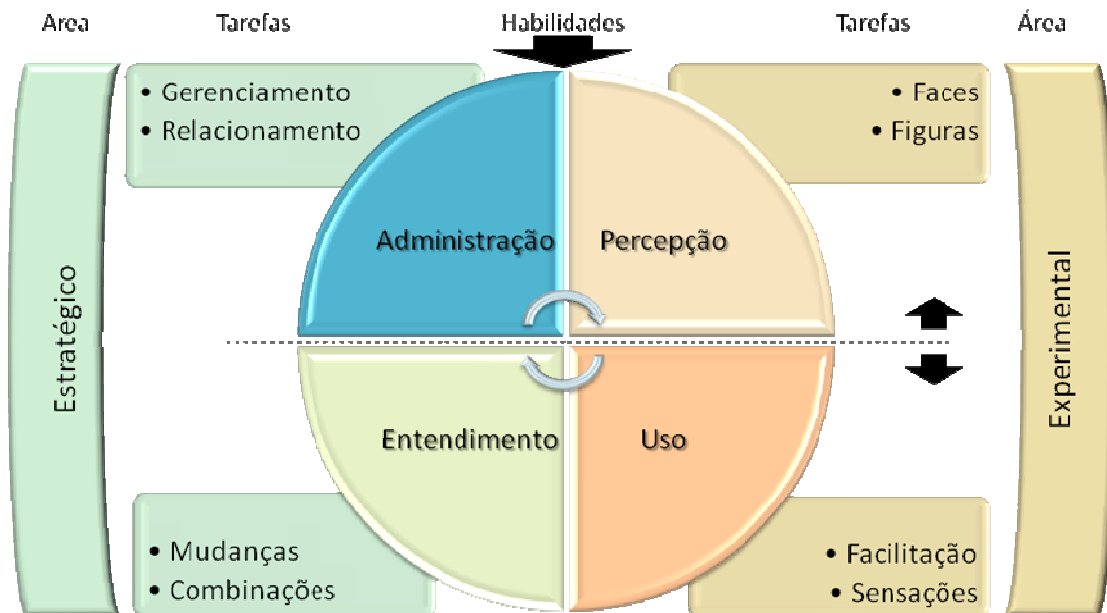 Area Tarefas Habilidades Tarefas Área
• Gerenciamento
• Relacionamento
• Faces
• Figuras
Administração
Percepção
Estratégico
Experimental
Entendimento
Uso
• Mudanças
• Combinações
• Facilitação
• Sensações